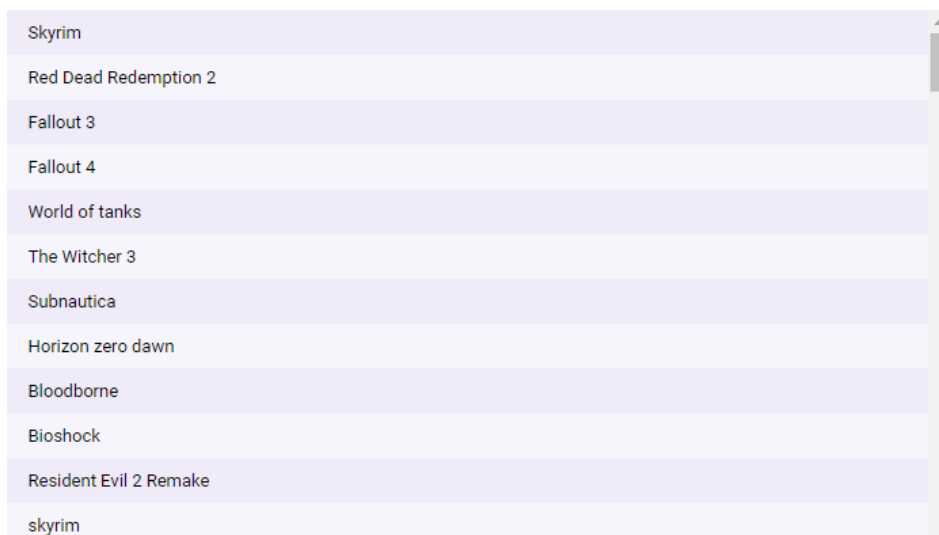 Skyrim
Red Dead Redemption 2
Fallout 3
Fallout 4
World of tanks
The Witcher 3
Subnautica
Horizon zero dawn
Bloodborne
Bioshock
Resident Evil 2 Remake
skyrim